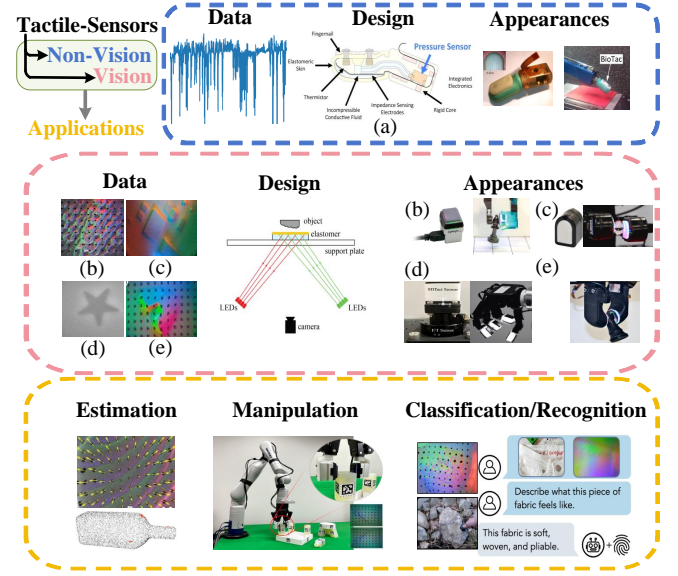 Tactile-Sensors
Non-Vision
Vision
Applications
Data
Design
Appearances
Fingernail
Elastomeric
Skin
Thermistor
Incompressible
Conductive Fluid
Impedance Sensing
Electrodes
Pressure Sensor
Integrated
Electronics
Rigid Core
BioTac
(a)
Data
Design
Appearances
(b)
(c)
(d)
(e)
object
elastomer
support plate
LEDs
LEDs
camera
(b)
(c)
(d)
(e)
F/T Sensor
Estimation
Manipulation
Classification/Recognition
Describe what this piece of
fabric feels like.
This fabric is soft,
woven, and pliable.
+